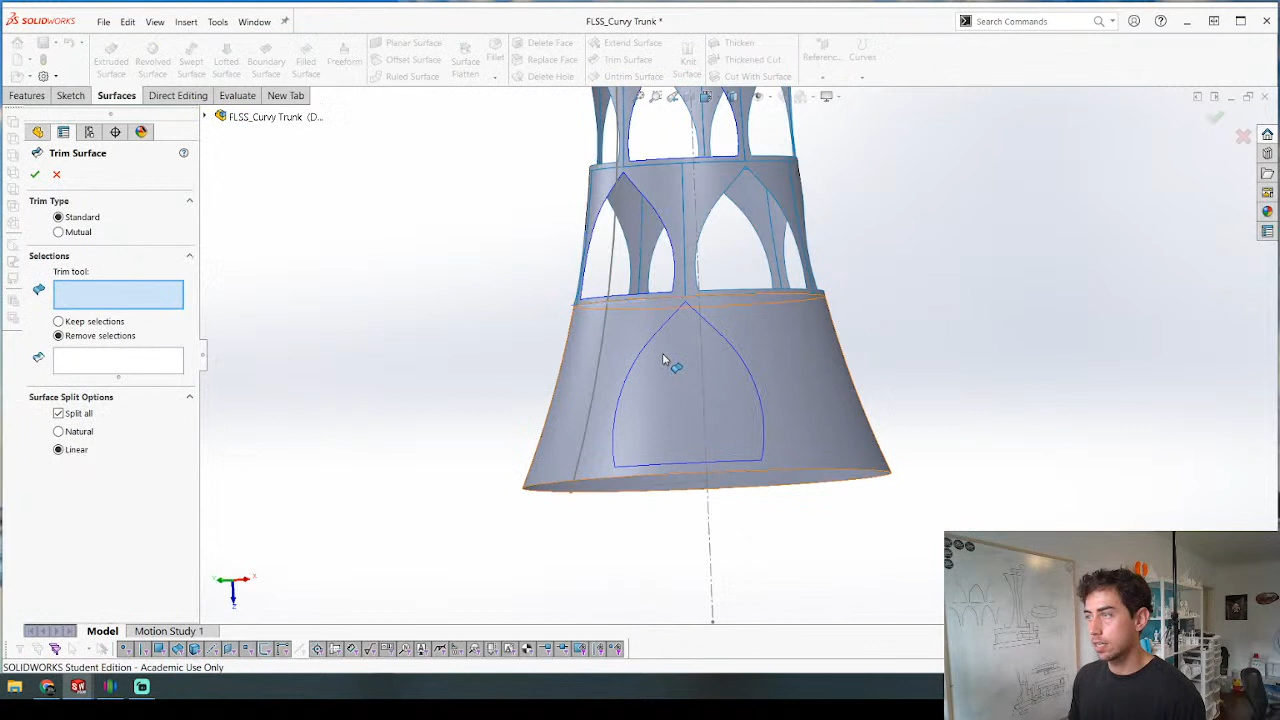 SOLIDWORKS File Edit View Insert Tools Window FLSS_Curvy Trunk * Search Commands
Extruded Surface
Revolved Surface
Swept Surface
Lofted Surface
Boundary Surface
Filled Surface
Freeform
Planar Surface
Offset Surface
Ruled Surface
Surface Flatten
Fillet
Delete Face
Replace Face
Delete Hole
Extend Surface
Trim Surface
Untrim Surface
Knit Surface
Thicken
Thickened Cut
Cut With Surface
Referenc...
Curves
Features Sketch Surfaces Direct Editing Evaluate New Tab
FLSS_Curvy Trunk (D...
Trim Surface
Trim Type
Standard
Mutual
Selections
Trim tool:
Keep selections
Remove selections
Surface Split Options
Split all
Natural
Linear
Model Motion Study 1
SOLIDWORKS Student Edition - Academic Use Only